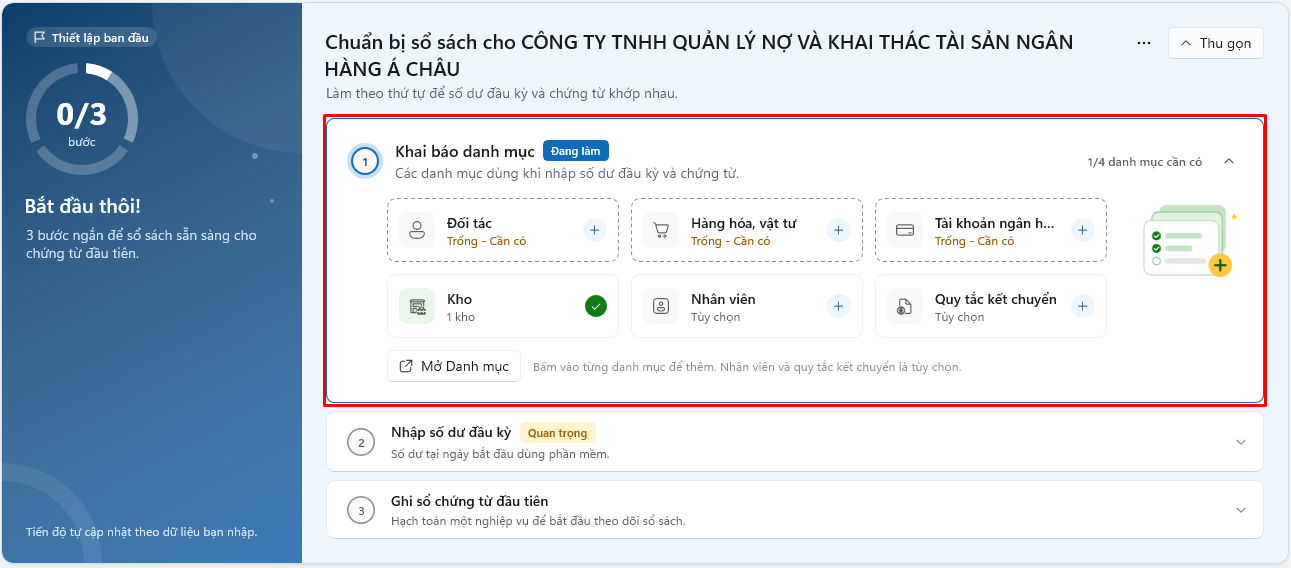 Thiết lập ban đầu
0/3
bước
Bắt đầu thôi!
3 bước ngắn để sổ sách sẵn sàng cho
chứng từ đầu tiên.
Tiến độ tự cập nhật theo dữ liệu bạn nhập.
Chuẩn bị sổ sách cho CÔNG TY TNHH QUẢN LÝ NỢ VÀ KHAI THÁC TÀI SẢN NGÂN
HÀNG Á CHÂU
Làm theo thứ tự để số dư đầu kỳ và chứng từ khớp nhau.
... Thu gọn
1 Khai báo danh mục Đang làm
Các danh mục dùng khi nhập số dư đầu kỳ và chứng từ.
1/4 danh mục cần có
Đối tác
Trống - Cần có
Hàng hóa, vật tư
Trống - Cần có
Tài khoản ngân h...
Trống - Cần có
Kho
1 kho
Nhân viên
Tùy chọn
Quy tắc kết chuyển
Tùy chọn
Mở Danh mục
Bấm vào từng danh mục để thêm. Nhân viên và quy tắc kết chuyển là tùy chọn.
2 Nhập số dư đầu kỳ Quan trọng
Số dư tại ngày bắt đầu dùng phần mềm.
3 Ghi sổ chứng từ đầu tiên
Hạch toán một nghiệp vụ để bắt đầu theo dõi sổ sách.